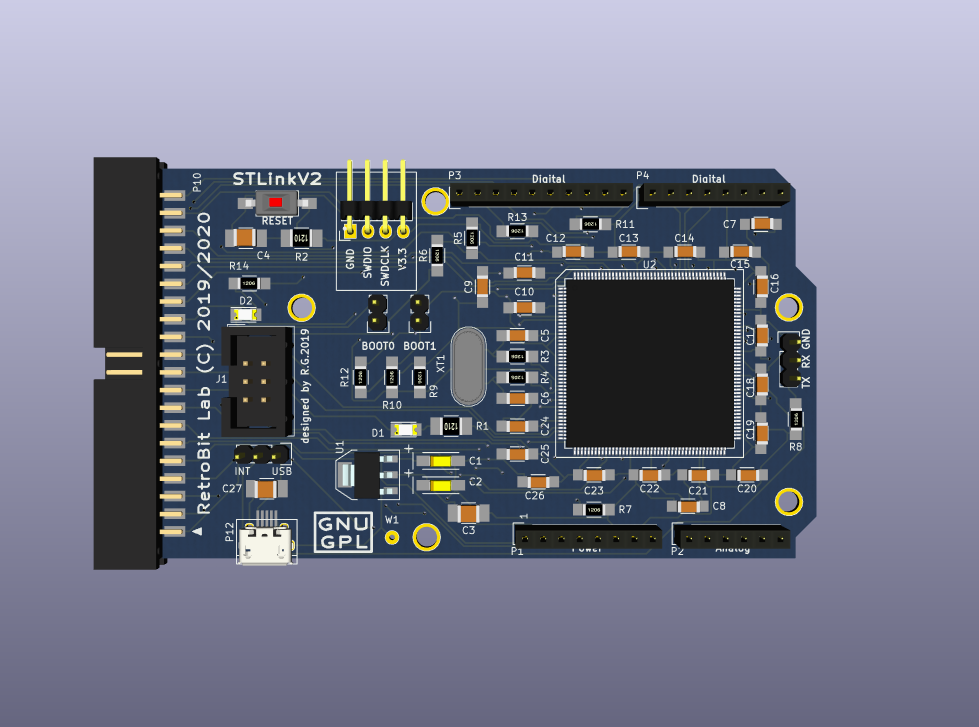 P3
Digital
P4
Digital
STLinkV2
P10
RESET
C4
R2
GND
SWDIO
SWDCLK
V3.3
R6
R5
R13
R11
C7
C12
C13
C14
C15
C11
U2
R14
1206
D2
C9
C10
C16
BOOT0
BOOT1
XT1
C5
R3
R4
C6
C24
C25
C17
C18
C19
GND
RX
TX
R8
R12
R10
R9
J1
designed by R.G.2019
RetroBit Lab (C) 2019/2020
D1
R1
1210
U1
+
C1
+
C2
INT
USB
C27
C26
C23
C22
C21
C20
C3
R7
1206
C8
P12
GNU
GPL
W1
1
P1
Power
P2
Analog